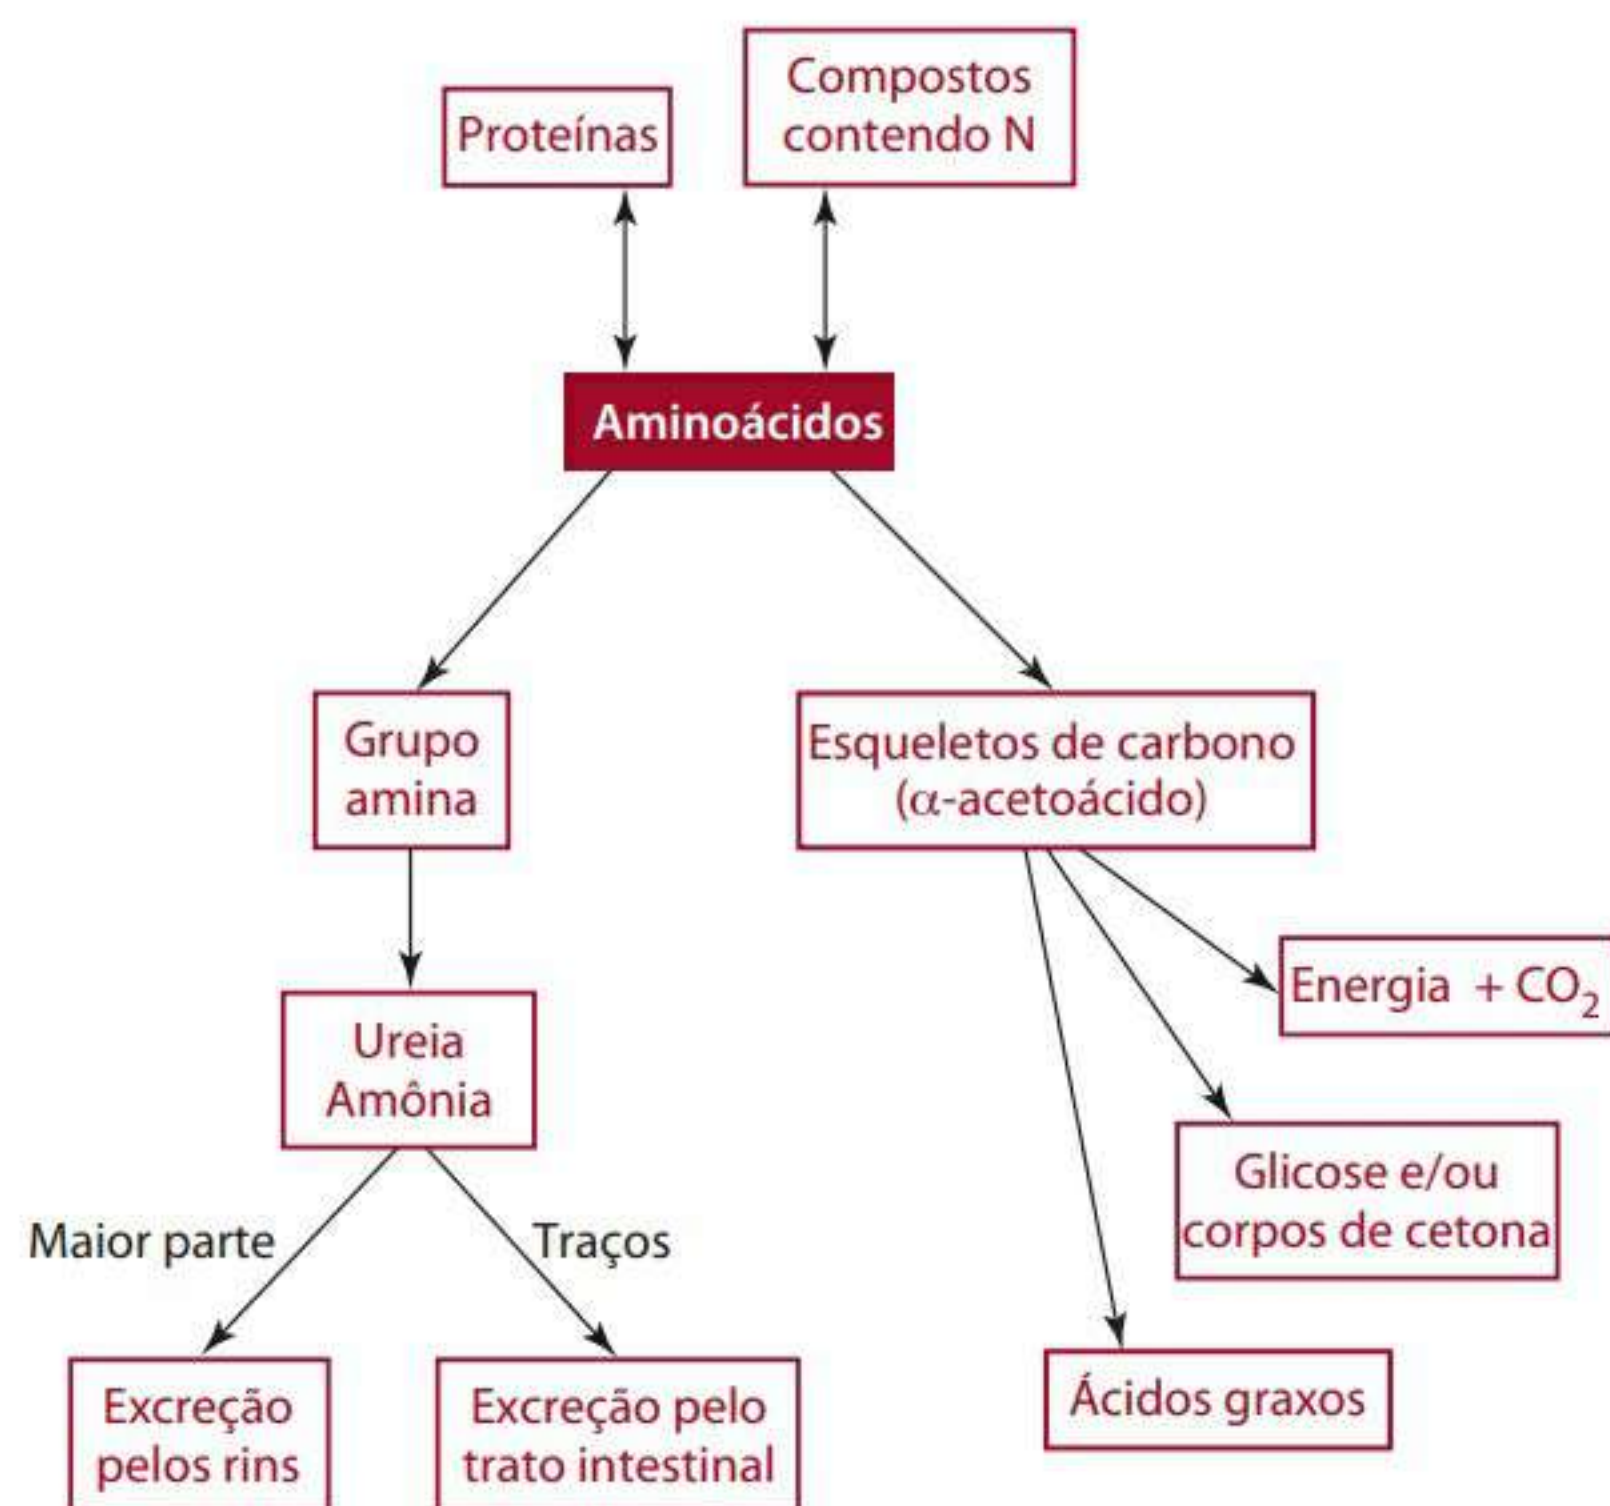 Proteínas
Compostos
contendo N
Aminoácidos
Grupo
amina
Esqueletos de carbono
(α-acetoácido)
Ureia
Amônia
Energia + CO₂
Glicose e/ou
corpos de cetona
Maior parte
Traços
Ácidos graxos
Excreção
pelos rins
Excreção pelo
trato intestinal